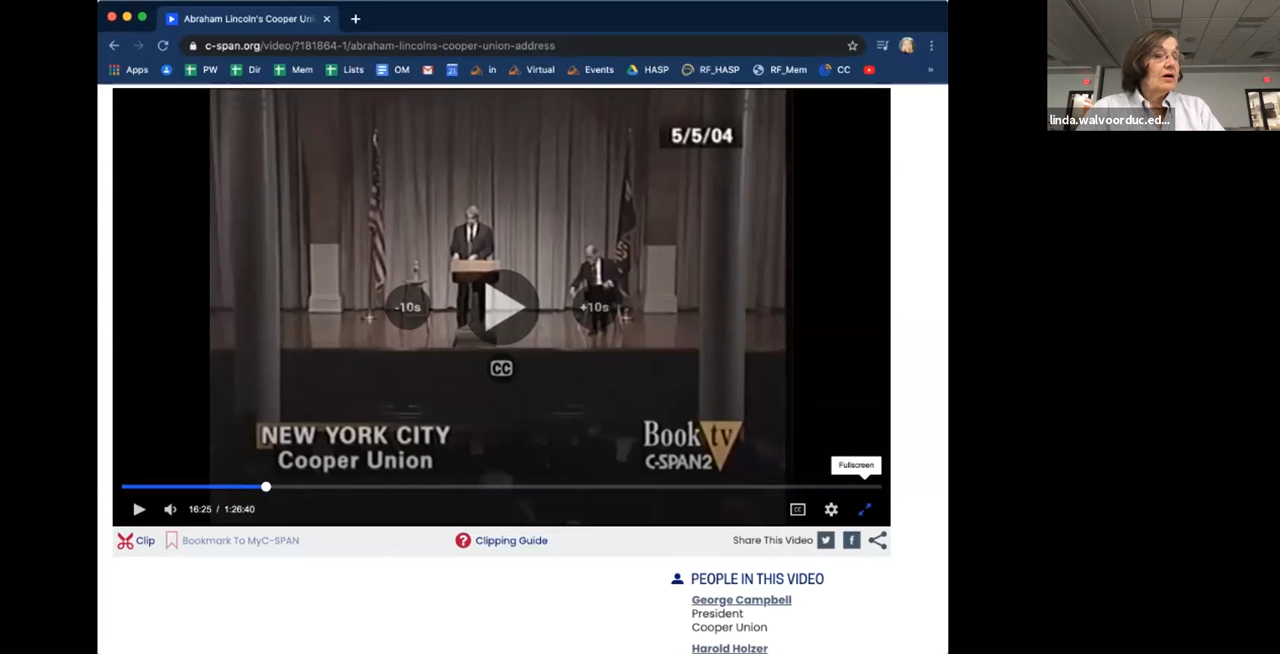 Abraham Lincoln's Cooper Uni
c-span.org/video/?181864-1/abraham-lincolns-cooper-union-address
Apps PW Dir Mem Lists OM in Virtual Events HASP RF_HASP RF_Mem CC »
linda.walvoorduc.ed...
5/5/04
-10s +10s
CC
NEW YORK CITY
Cooper Union
Book tv
C-SPAN2
Fullscreen
16:25 / 1:26:40 CC
Clip Bookmark To MyC-SPAN ? Clipping Guide Share This Video
PEOPLE IN THIS VIDEO
George Campbell
President
Cooper Union
Harold Holzer